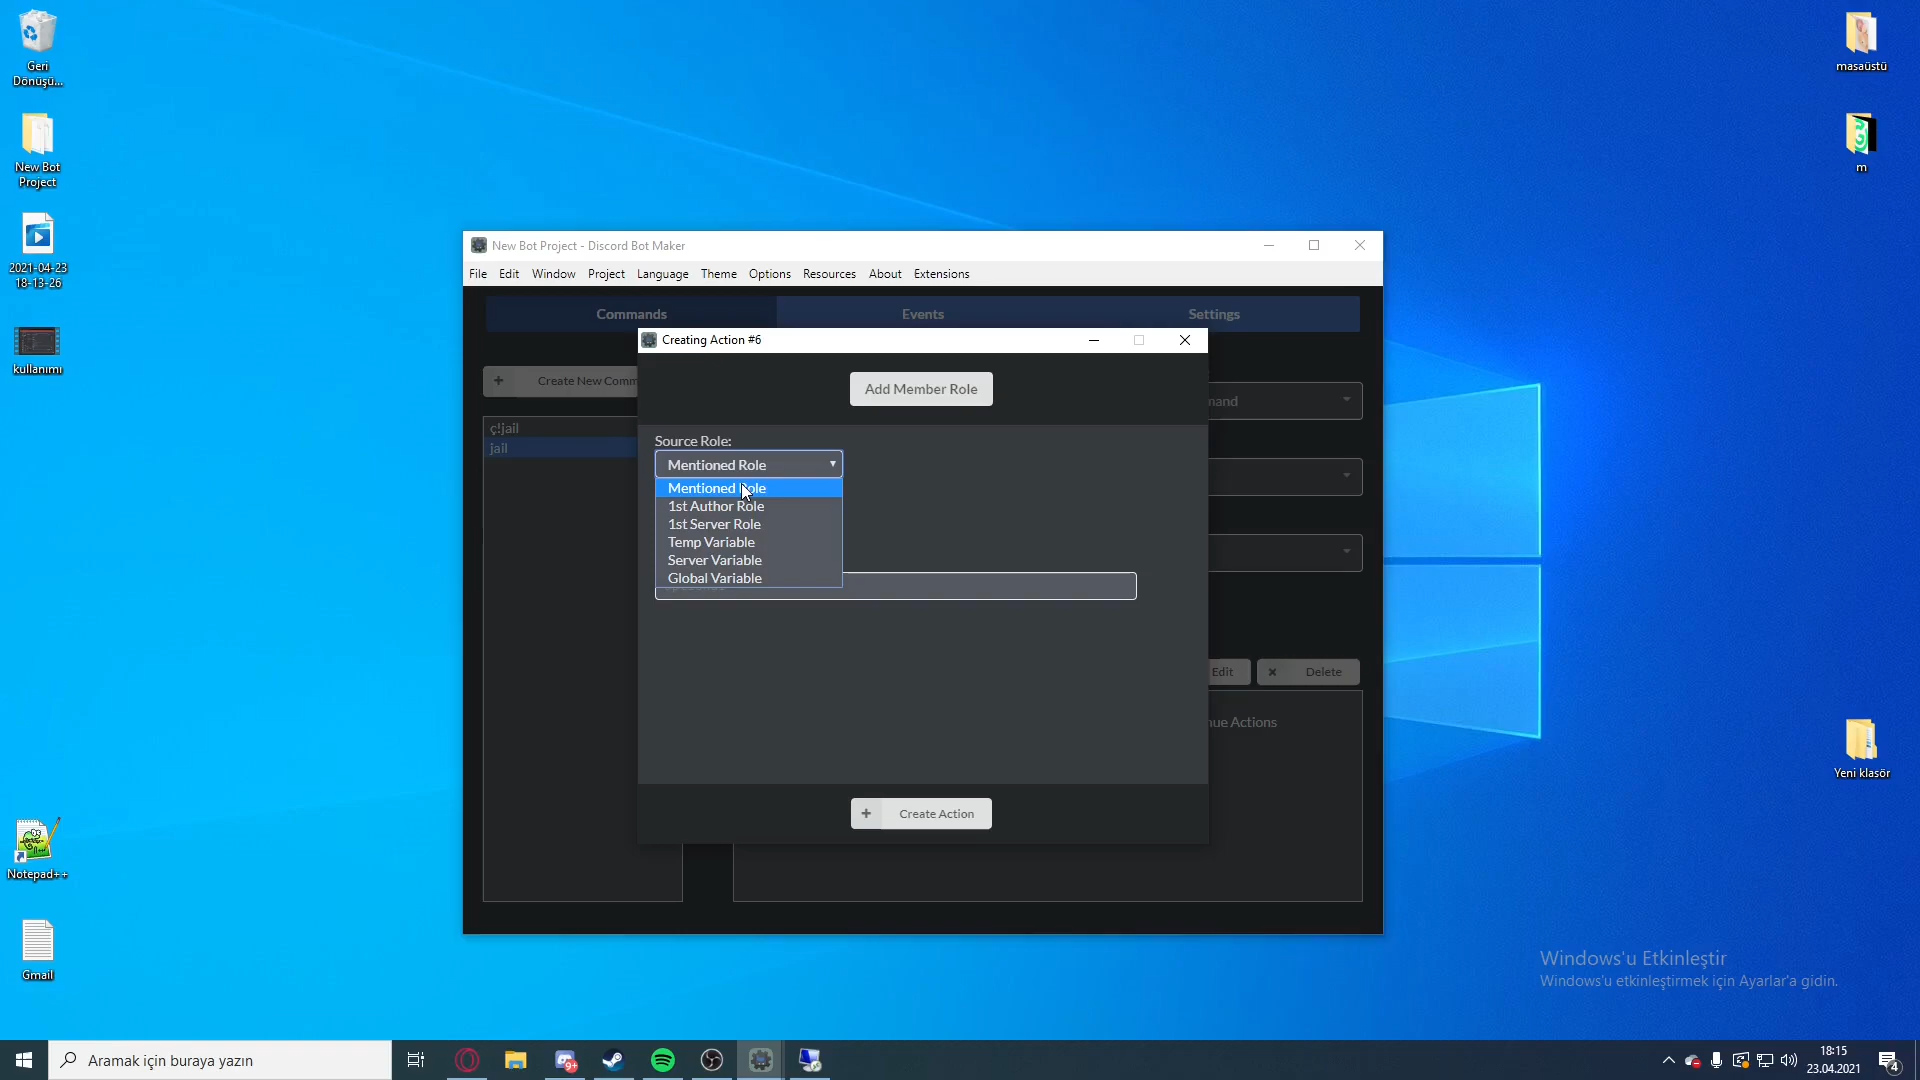 Geri
Dönüşü...
New Bot
Project
2021-04-23
18-13-26
kullanımı
Notepad++
Gmail
masaüstü
m
Yeni klasör
New Bot Project - Discord Bot Maker
File Edit Window Project Language Theme Options Resources About Extensions
Commands Events Settings
Creating Action #6
Create New Comm
Add Member Role
mand
ç!jail
jail
Source Role:
Mentioned Role
Mentioned Role
1st Author Role
1st Server Role
Temp Variable
Server Variable
Global Variable
Edit
Delete
nue Actions
Create Action
Windows'u Etkinleştir
Windows'u etkinleştirmek için Ayarlar'a gidin.
Aramak için buraya yazın
9+
18:15
23.04.2021
4